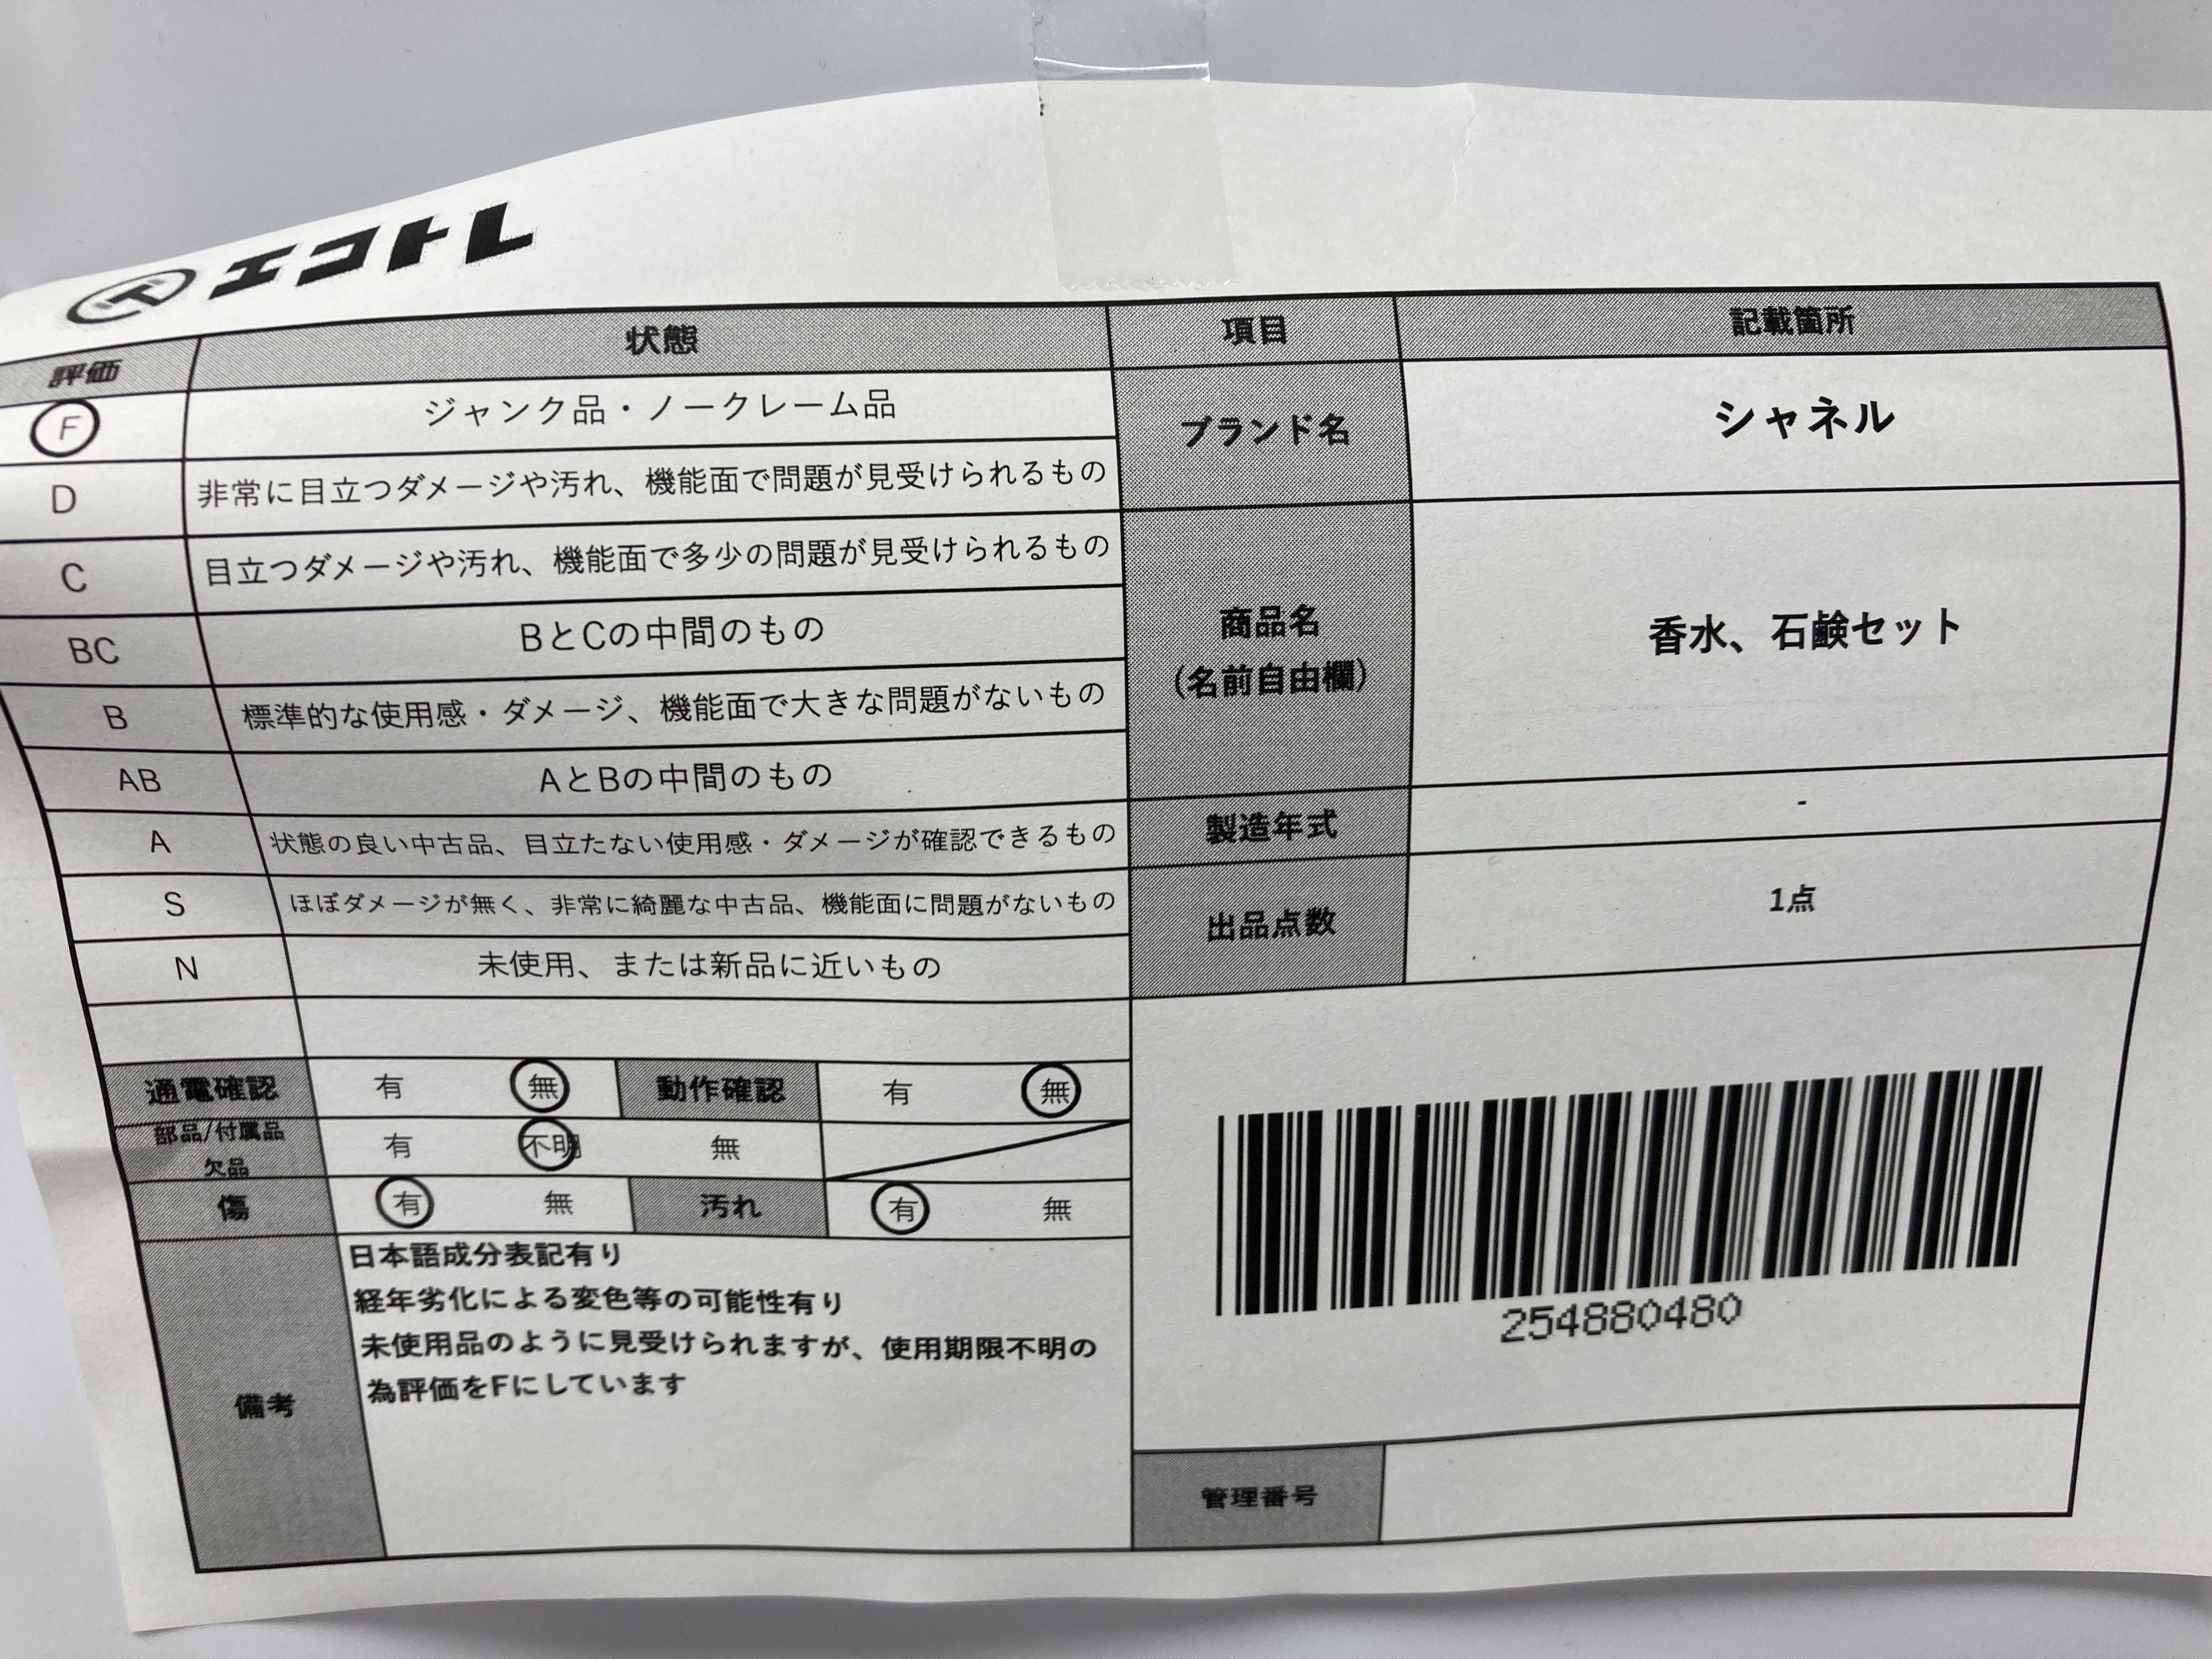 エコトレ
評価 状態
F ジャンク品・ノークレーム品
D 非常に目立つダメージや汚れ、機能面で問題が見受けられるもの
C 目立つダメージや汚れ、機能面で多少の問題が見受けられるもの
BC BとCの中間のもの
B 標準的な使用感・ダメージ、機能面で大きな問題がないもの
AB AとBの中間のもの
A 状態の良い中古品、目立たない使用感・ダメージが確認できるもの
S ほぼダメージが無く、非常に綺麗な中古品、機能面に問題がないもの
N 未使用、または新品に近いもの
通電確認 有 無 動作確認 有 無
部品/付属品
欠品 有 不明 無
傷 有 無 汚れ 有 無
備考
日本語成分表記有り
経年劣化による変色等の可能性有り
未使用品のように見受けられますが、使用期限不明の
為評価をFにしています
項目 記載箇所
ブランド名 シャネル
商品名
(名前自由欄) 香水、石鹸セット
製造年式 -
出品点数 1点
254880480
管理番号